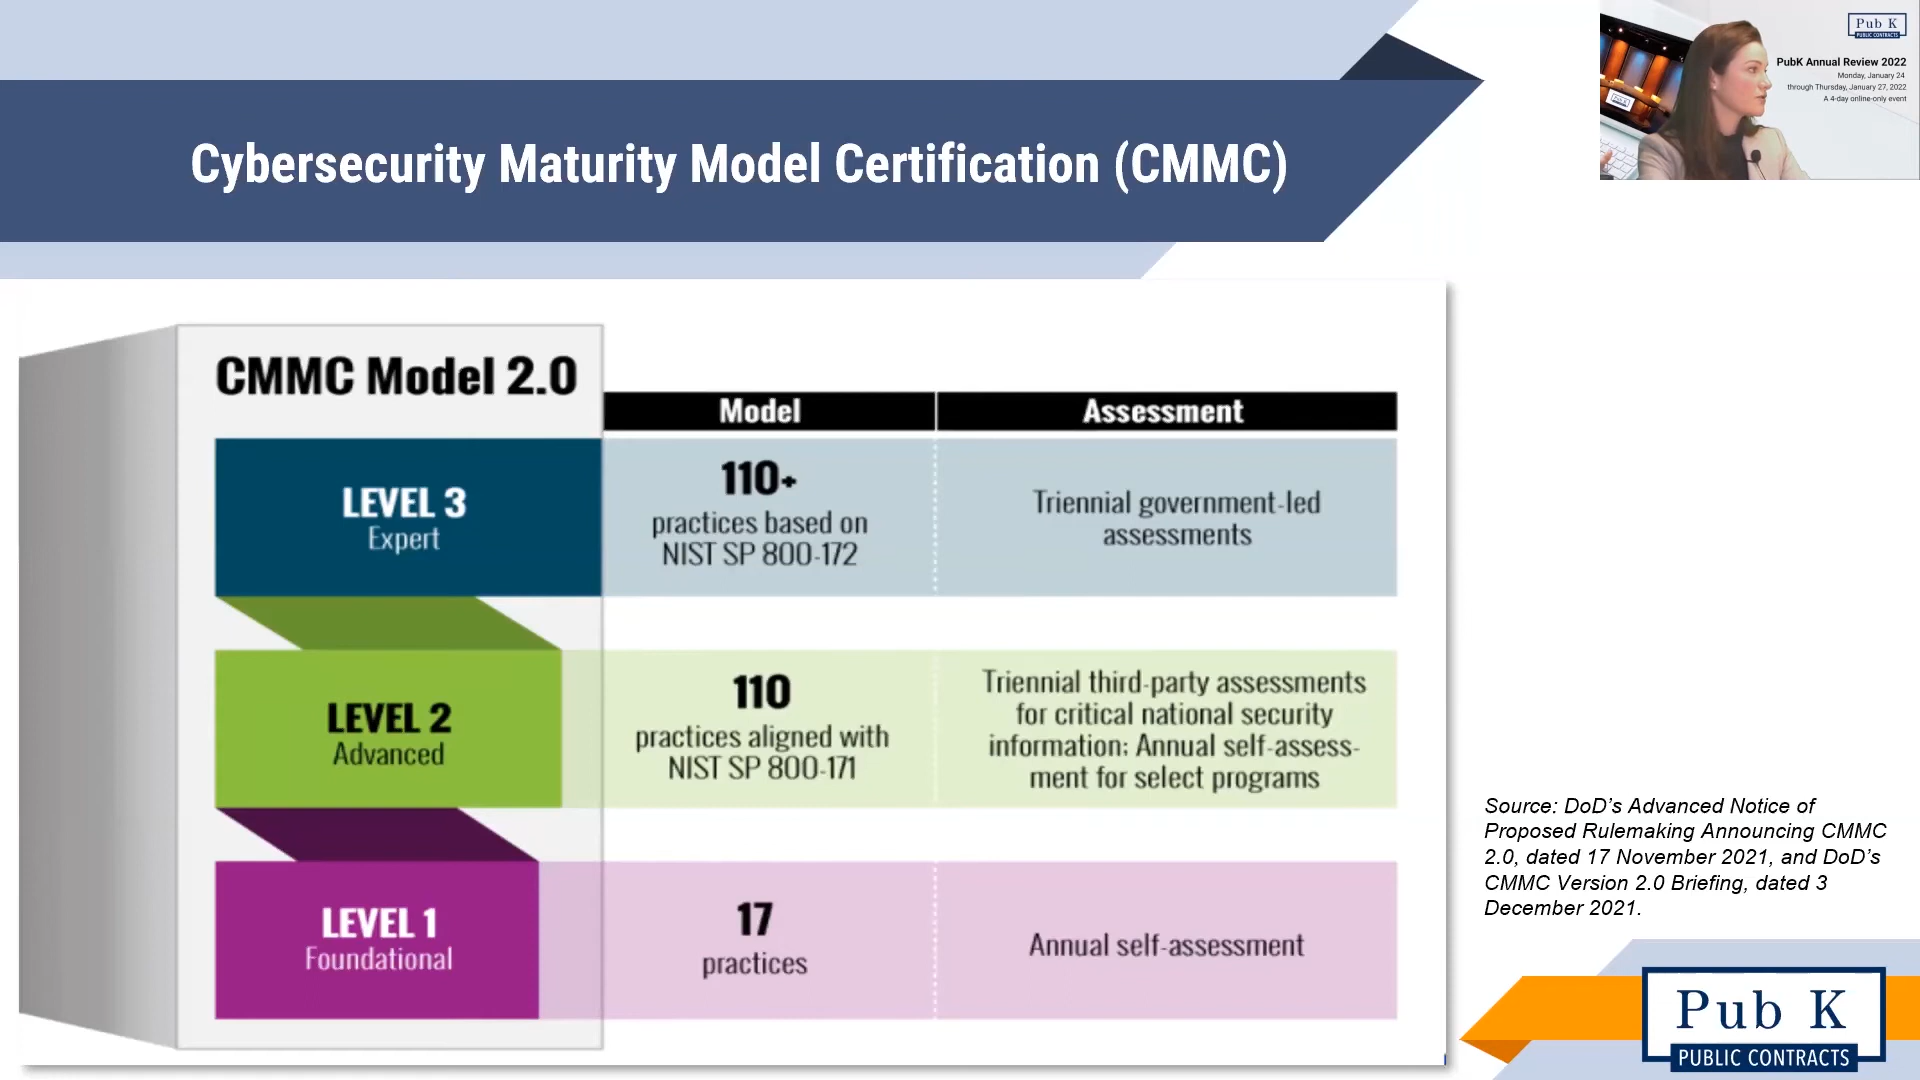 Pub K
PUBLIC CONTRACTS
PubK Annual Review 2022
Monday, January 24
through Thursday, January 27, 2022
A 4-day online-only event
Cybersecurity Maturity Model Certification (CMMC)
CMMC Model 2.0
Model
Assessment
LEVEL 3
Expert
110+
practices based on
NIST SP 800-172
Triennial government-led
assessments
LEVEL 2
Advanced
110
practices aligned with
NIST SP 800-171
Triennial third-party assessments
for critical national security
information; Annual self-assess-
ment for select programs
LEVEL 1
Foundational
17
practices
Annual self-assessment
Source: DoD’s Advanced Notice of
Proposed Rulemaking Announcing CMMC
2.0, dated 17 November 2021, and DoD’s
CMMC Version 2.0 Briefing, dated 3
December 2021.
Pub K
PUBLIC CONTRACTS